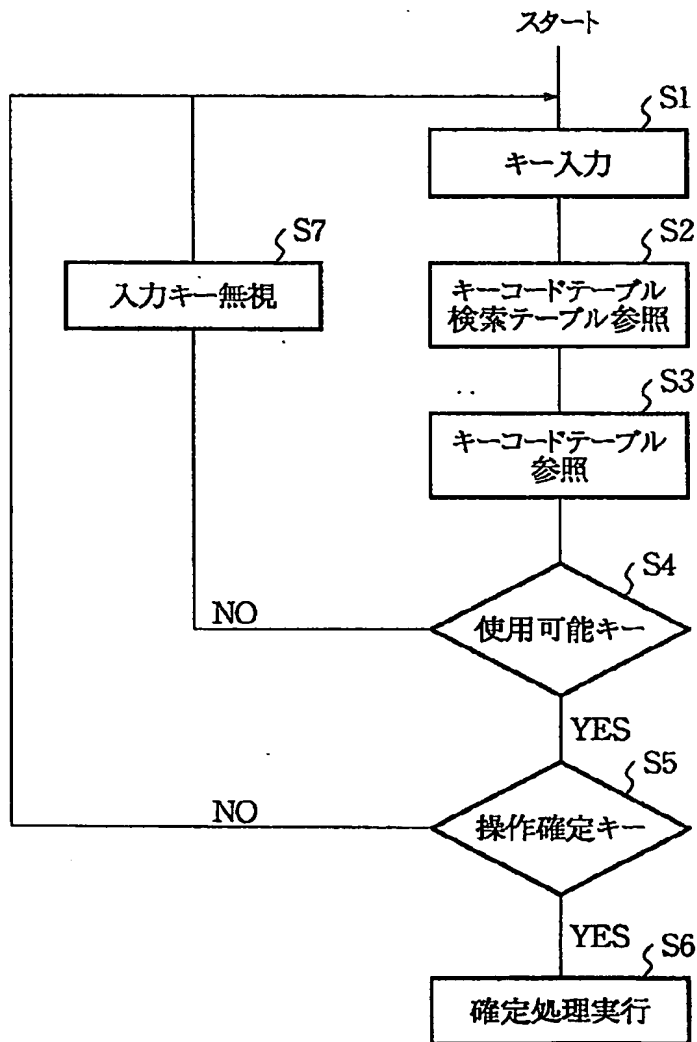 スタート
S1
キー入力
S7
入力キー無視
S2
キーコードテーブル
検索テーブル参照
S3
キーコードテーブル
参照
S4
使用可能キー
NO
YES
S5
操作確定キー
NO
YES
S6
確定処理実行